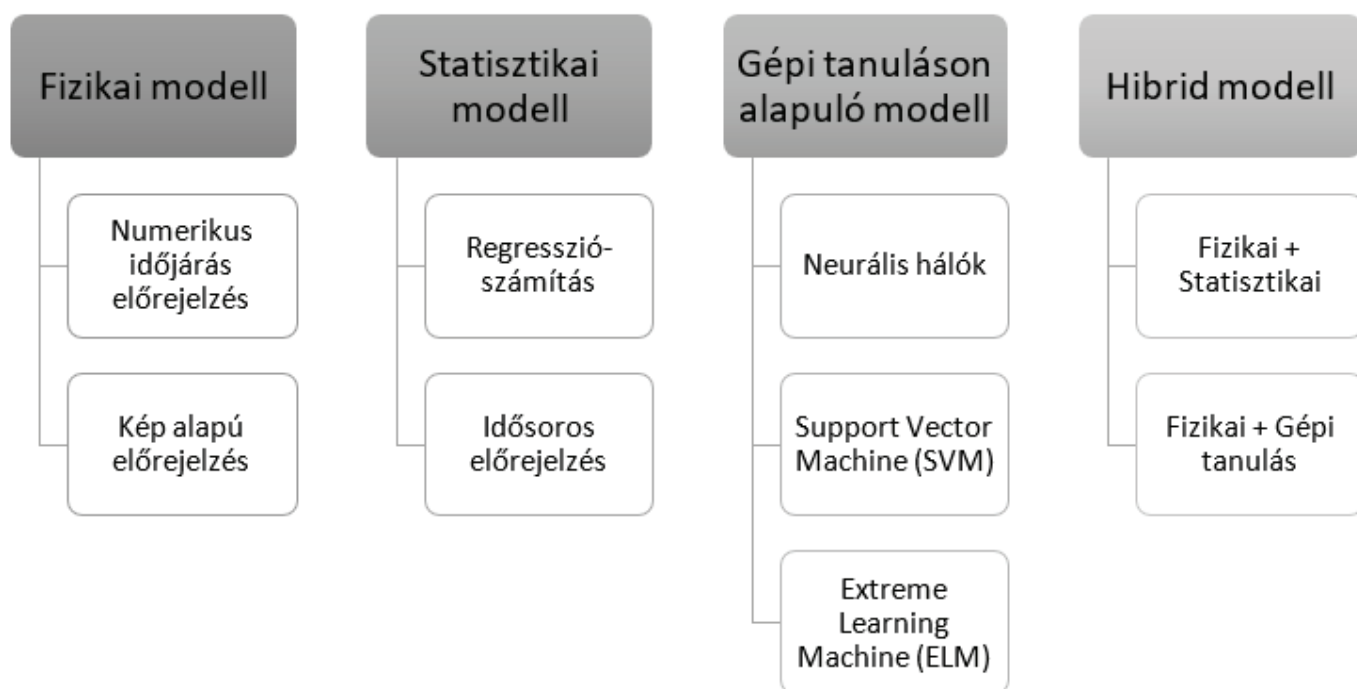 Fizikai modell
Numerikus
időjárás
előrejelzés
Kép alapú
előrejelzés
Statisztikai
modell
Regresszió-
számítás
Idősoros
előrejelzés
Gépi tanuláson
alapuló modell
Neurális hálók
Support Vector
Machine (SVM)
Extreme
Learning
Machine (ELM)
Hibrid modell
Fizikai +
Statisztikai
Fizikai + Gépi
tanulás